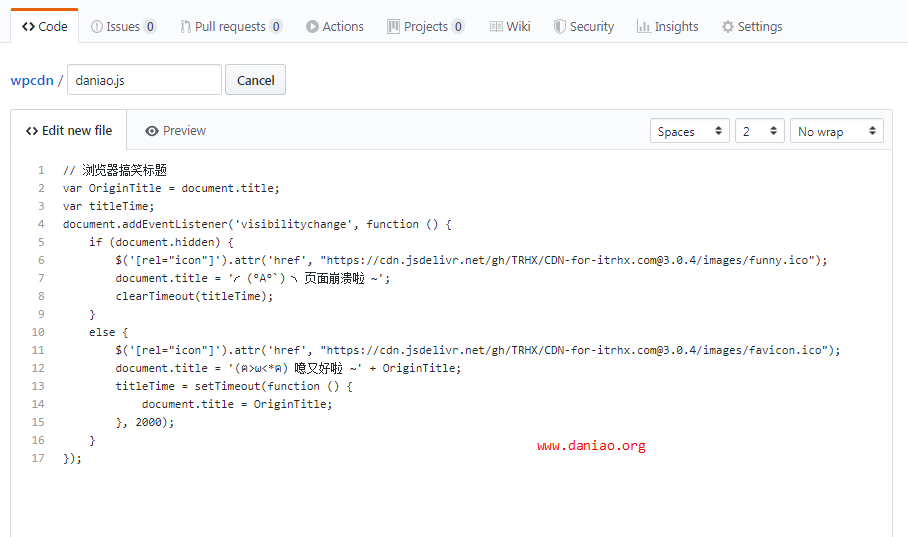 Code Issues 0 Pull requests 0 Actions Projects 0 Wiki Security Insights Settings
wpcdn / daniao.js Cancel
Edit new file Preview Spaces 2 No wrap
1 // 浏览器搞笑标题
2 var OriginTitle = document.title;
3 var titleTime;
4 document.addEventListener('visibilitychange', function () {
5 if (document.hidden) {
6 $('[rel="icon"]').attr('href', "https://cdn.jsdelivr.net/gh/TRHX/CDN-for-itrhx.com@3.0.4/images/funny.ico");
7 document.title = '╭(°A°`)╮ 页面崩溃啦 ~';
8 clearTimeout(titleTime);
9 }
10 else {
11 $('[rel="icon"]').attr('href', "https://cdn.jsdelivr.net/gh/TRHX/CDN-for-itrhx.com@3.0.4/images/favicon.ico");
12 document.title = '(ฅ>ω<*ฅ) 噫又好啦 ~' + OriginTitle;
13 titleTime = setTimeout(function () {
14 document.title = OriginTitle;
15 }, 2000);
16 }
www.daniao.org
17 });